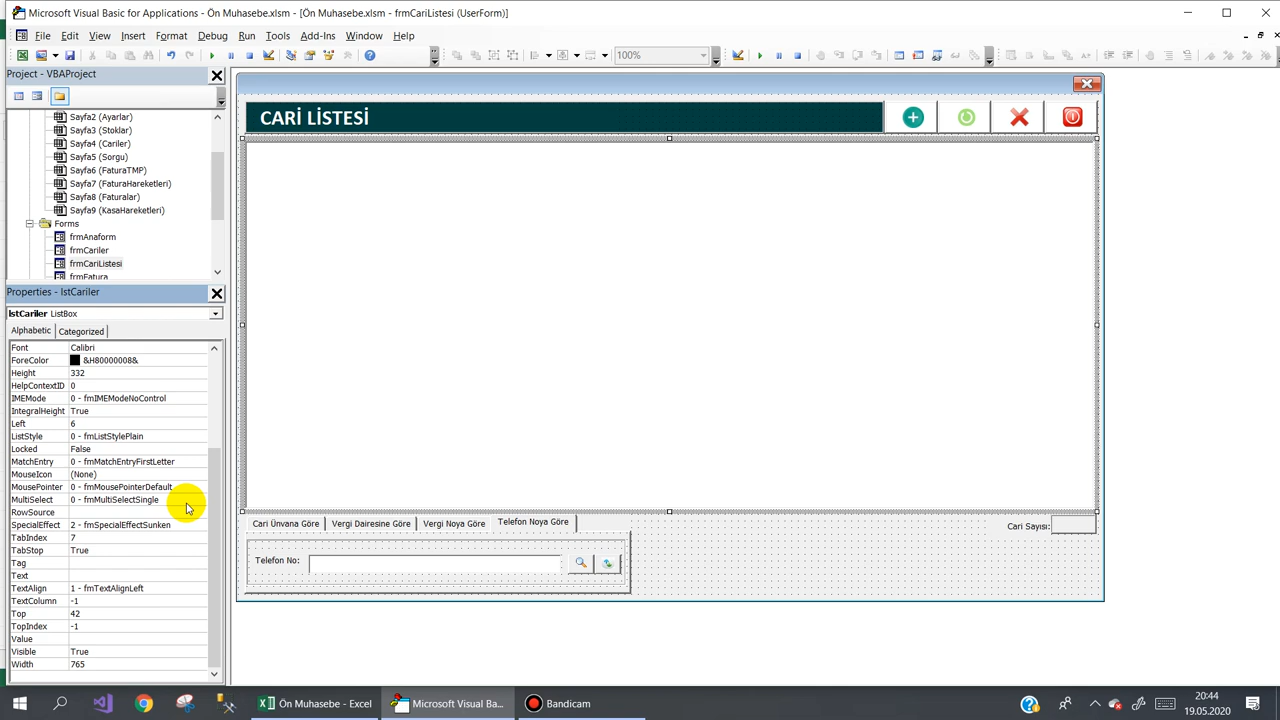 Microsoft Visual Basic for Applications - Ön Muhasebe.xlsm - [Ön Muhasebe.xlsm - frmCariListesi (UserForm)]
File Edit View Insert Format Debug Run Tools Add-Ins Window Help
100%
Project - VBAProject
Sayfa2 (Ayarlar)
Sayfa3 (Stoklar)
Sayfa4 (Cariler)
Sayfa5 (Sorgu)
Sayfa6 (FaturaTMP)
Sayfa7 (FaturaHareketleri)
Sayfa8 (Faturalar)
Sayfa9 (KasaHareketleri)
Forms
frmAnaform
frmCariler
frmCariListesi
frmFatura
Properties - lstCariler
lstCariler ListBox
Alphabetic Categorized
Font Calibri
ForeColor &H80000008&
Height 332
HelpContextID 0
IMEMode 0 - fmIMEModeNoControl
IntegralHeight True
Left 6
ListStyle 0 - fmListStylePlain
Locked False
MatchEntry 0 - fmMatchEntryFirstLetter
MouseIcon (None)
MousePointer 0 - fmMousePointerDefault
MultiSelect 0 - fmMultiSelectSingle
RowSource
SpecialEffect 2 - fmSpecialEffectSunken
TabIndex 7
TabStop True
Tag
Text
TextAlign 1 - fmTextAlignLeft
TextColumn -1
Top 42
TopIndex -1
Value
Visible True
Width 765
CARİ LİSTESİ
Cari Ünvana Göre Vergi Dairesine Göre Vergi Noya Göre Telefon Noya Göre
Cari Sayısı:
Telefon No:
Ön Muhasebe - Excel
Microsoft Visual Ba...
Bandicam
20:44
19.05.2020